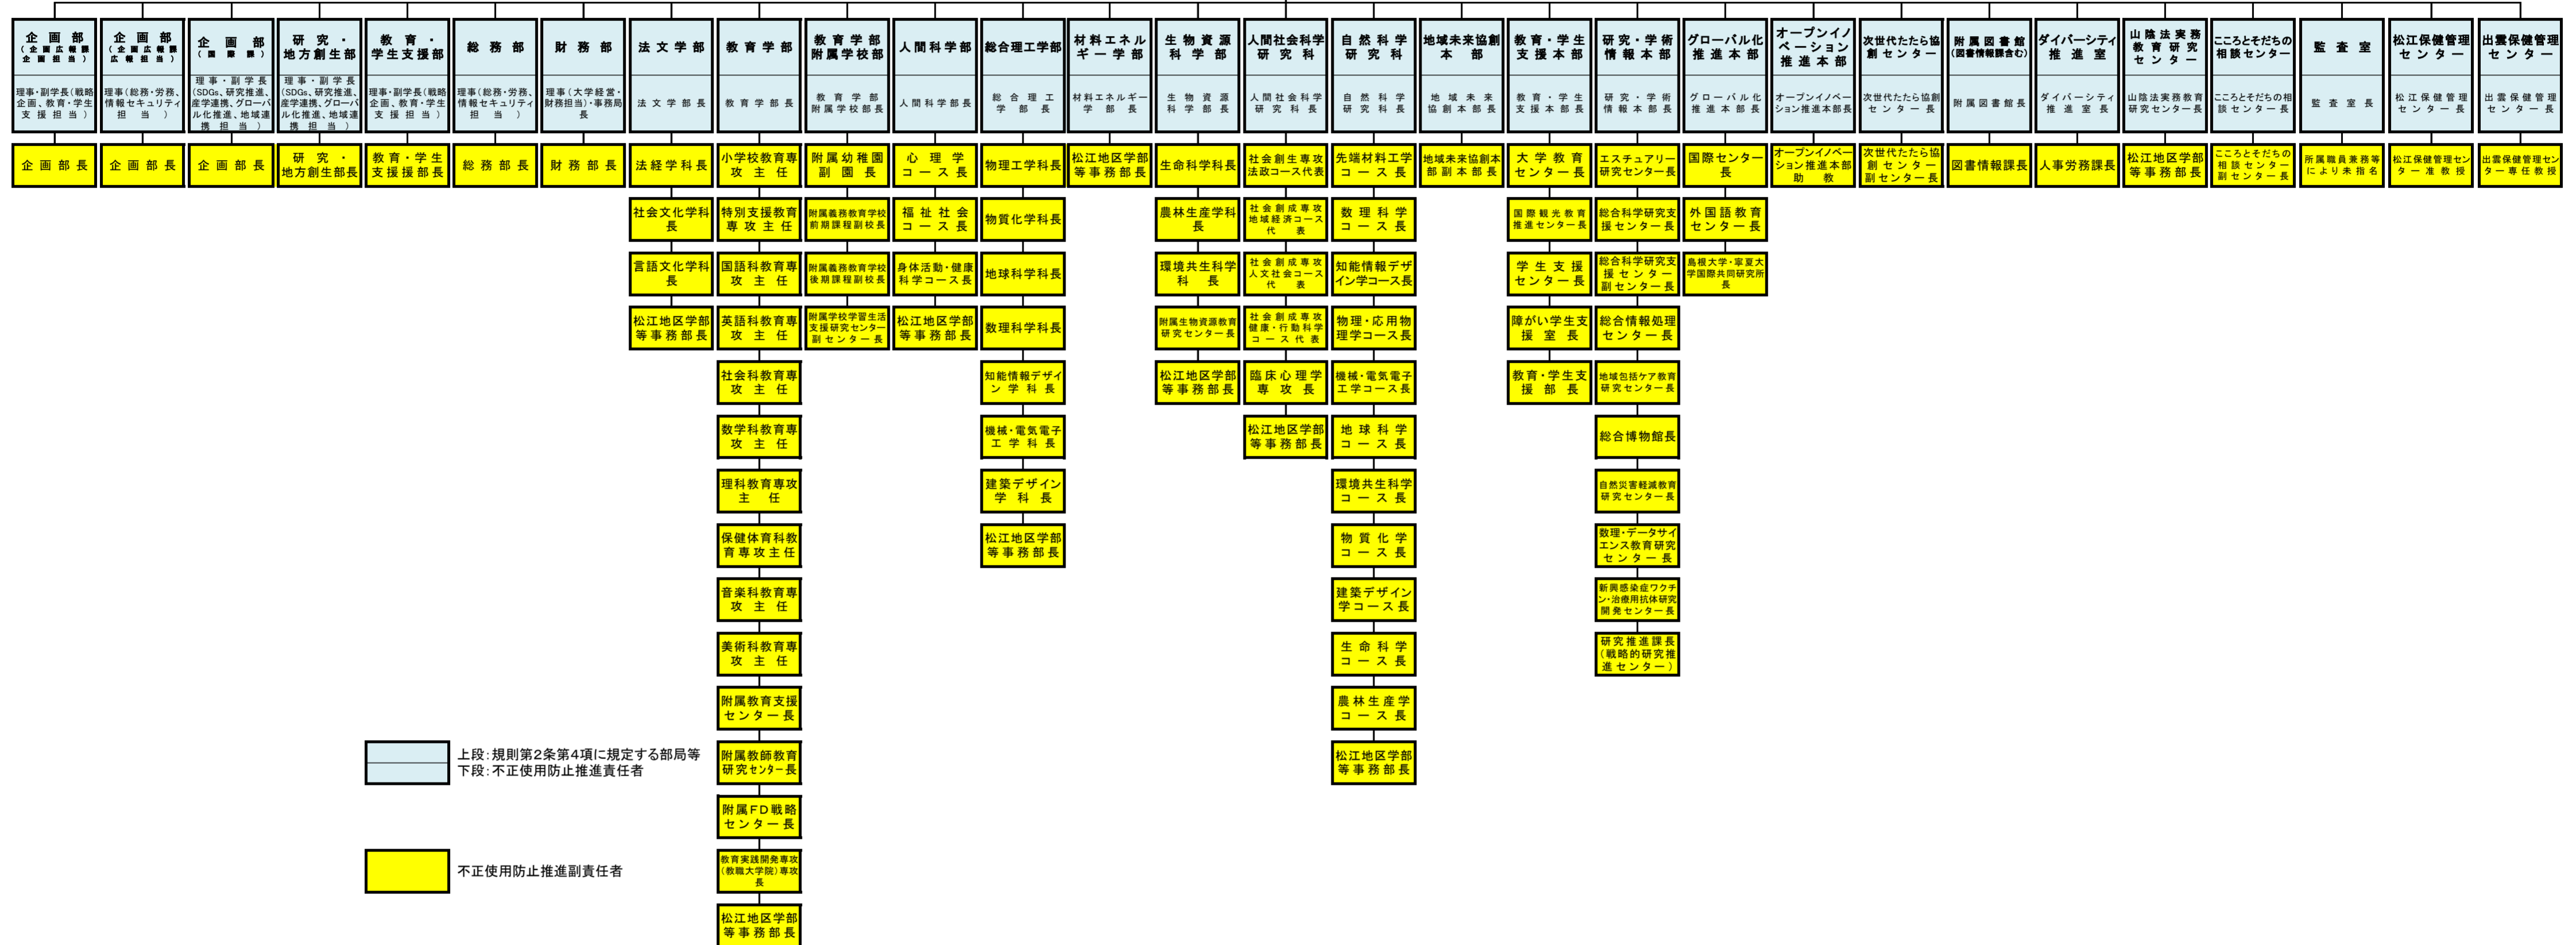 企画部
(企画広報課
企画担当)
理事・副学長(戦略
企画、教育・学生
支援担当)
企画部長
企画部
(企画広報課
広報担当)
理事(総務・労務、
情報セキュリティ
担当)
企画部長
企画部
(国際課)
理事・副学長
(SDGs、研究推進、
産学連携、グローバ
ル化推進、地域連
携担当)
企画部長
研究・
地方創生部
理事・副学長
(SDGs、研究推進、
産学連携、グローバ
ル化推進、地域連
携担当)
研究・
地方創生部長
教育・
学生支援部
理事・副学長(戦略
企画、教育・学生
支援担当)
教育・学生
支援援部長
総務部
理事(総務・労務、
情報セキュリティ
担当)
総務部長
財務部
理事(大学経営・
財務担当)・事務局
長
財務部長
法文学部
法文学部長
法経学科長
社会文化学科
長
言語文化学科
長
松江地区学部
等事務部長
教育学部
教育学部長
小学校教育専
攻主任
特別支援教育
専攻主任
国語科教育専
攻主任
英語科教育専
攻主任
社会科教育専
攻主任
数学科教育専
攻主任
理科教育専攻
主任
保健体育科教
育専攻主任
音楽科教育専
攻主任
美術科教育専
攻主任
附属教育支援
センター長
附属教師教育
研究センター長
附属FD戦略
センター長
教育実践開発専攻
(教職大学院)専攻
長
松江地区学部
等事務部長
教育学部
附属学校部
教育学部
附属学校部長
附属幼稚園
副園長
附属義務教育学校
前期課程副校長
附属義務教育学校
後期課程副校長
附属学校学習生活
支援研究センター
副センター長
人間科学部
人間科学部長
心理学
コース長
福祉社会
コース長
身体活動・健康
科学コース長
松江地区学部
等事務部長
総合理工学部
総合理工
学部長
物理工学科長
物質化学科長
地球科学科長
数理科学科長
知能情報デザイ
ン学科長
機械・電気電子
工学科長
建築デザイン
学科長
松江地区学部
等事務部長
材料エネル
ギー学部
材料エネルギー
学部長
松江地区学部
等事務部長
生物資源
科学部
生物資源
科学部長
生命科学科長
農林生産学科
長
環境共生科学
科長
附属生物資源教育
研究センター長
松江地区学部
等事務部長
人間社会科学
研究科
人間社会科学
研究科長
社会創生専攻
法政コース代表
社会創成専攻
地域経済コース
代表
社会創成専攻
人文社会コース
代表
社会創成専攻
健康・行動科学
コース代表
臨床心理学
専攻長
松江地区学部
等事務部長
自然科学
研究科
自然科学
研究科長
先端材料工学
コース長
数理科学
コース長
知能情報デザ
イン学コース長
物理・応用物
理学コース長
機械・電気電子
工学コース長
地球科学
コース長
環境共生科学
コース長
物質化学
コース長
建築デザイン
学コース長
生命科学
コース長
農林生産学
コース長
松江地区学部
等事務部長
地域未来協創
本部
地域未来
協創本部長
地域未来協創本
部副本部長
教育・学生
支援本部
教育・学生
支援本部長
大学教育
センター長
国際観光教育
推進センター長
学生支援
センター長
障がい学生支
援室長
教育・学生支
援部長
研究・学術
情報本部
研究・学術
情報本部長
エスチュアリー
研究センター長
総合科学研究支
援センター長
総合科学研究支
援センター
副センター長
総合情報処理
センター長
地域包括ケア教育
研究センター長
総合博物館長
自然災害軽減教育
研究センター長
数理・データサイ
エンス教育研究
センター長
新興感染症ワクチ
ン・治療用抗体研究
開発センター長
研究推進課長
(戦略的研究推
進センター)
グローバル化
推進本部
グローバル化
推進本部長
国際センター
長
外国語教育
センター長
島根大学・寧夏大
学国際共同研究所
長
オープンイノ
ベーション
推進本部
オープンイノベー
ション推進本部長
オープンイノベー
ション推進本部
助教
次世代たたら協
創センター
次世代たたら協創
センター長
次世代たたら協
創センター
副センター長
附属図書館
(図書情報課含む)
附属図書館長
図書情報課長
ダイバーシティ
推進室
ダイバーシティ
推進室長
人事労務課長
山陰法実務
教育研究
センター
山陰法実務教育
研究センター長
松江地区学部
等事務部長
こころとそだちの
相談センター
こころとそだちの相
談センター長
こころとそだちの
相談センター
副センター長
監査室
監査室長
所属職員兼務等
により未指名
松江保健管理
センター
松江保健管理
センター長
松江保健管理セン
ター准教授
出雲保健管理
センター
出雲保健管理
センター長
出雲保健管理セン
ター専任教授
上段:規則第2条第4項に規定する部局等
下段:不正使用防止推進責任者
不正使用防止推進副責任者